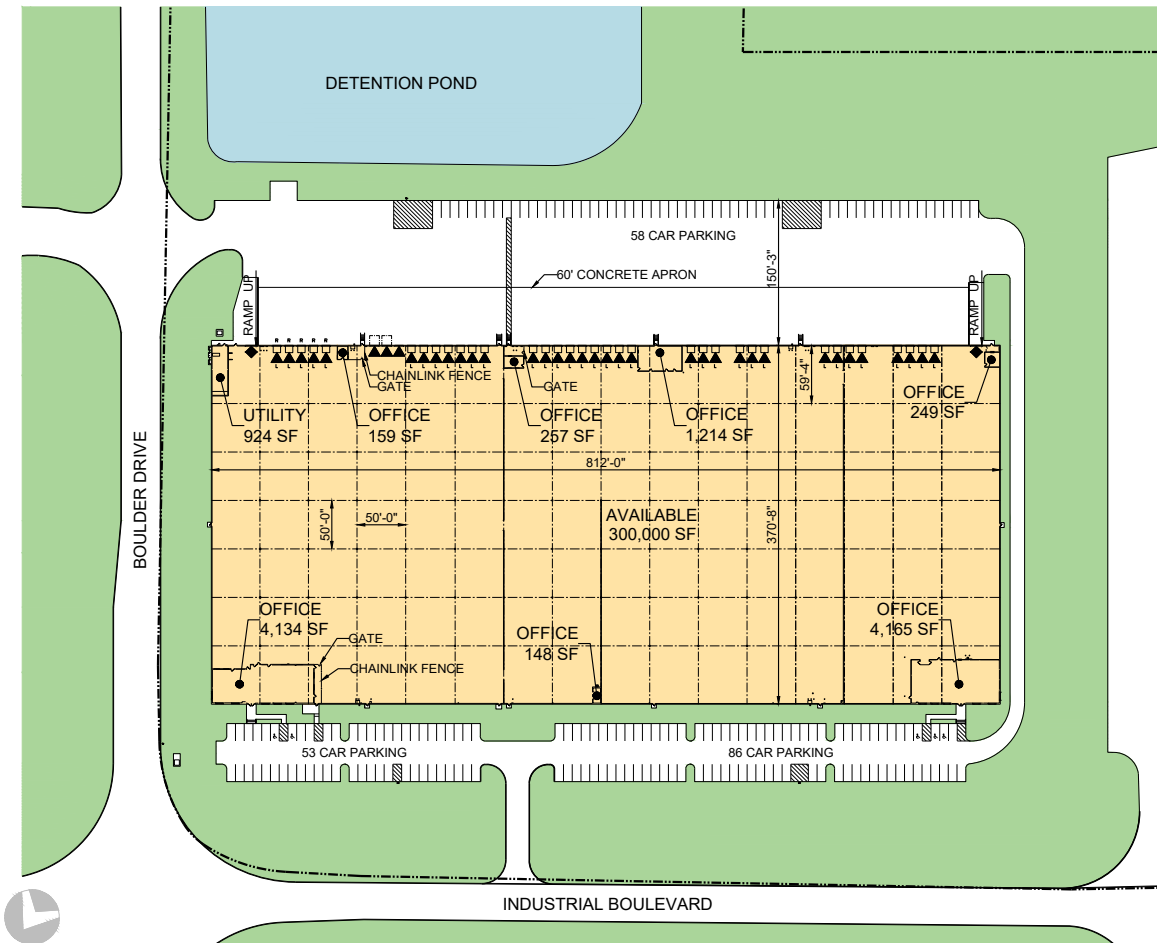 DETENTION POND
58 CAR PARKING
150'-3"
60' CONCRETE APRON
RAMP UP
RAMP UP
CHAINLINK FENCE
GATE
GATE
59'-4"
UTILITY
924 SF
OFFICE
159 SF
OFFICE
257 SF
OFFICE
1,214 SF
OFFICE
249 SF
BOULDER DRIVE
812'-0"
50'-0"
50'-0"
AVAILABLE
300,000 SF
370'-8"
OFFICE
4,134 SF
GATE
CHAINLINK FENCE
OFFICE
148 SF
OFFICE
4,165 SF
53 CAR PARKING
86 CAR PARKING
INDUSTRIAL BOULEVARD